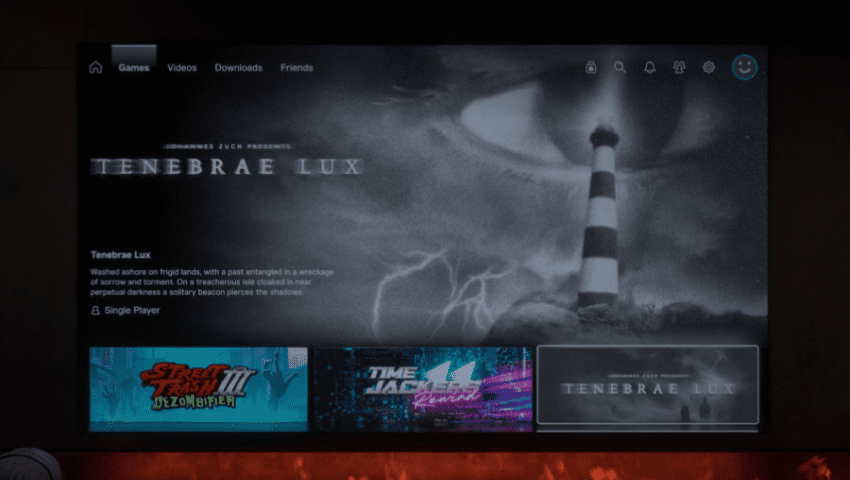 Games Videos Downloads Friends
JOHANNES ZUCH PRESENTS
TENEBRAE LUX
Tenebrae Lux
Washed ashore on frigid lands, with a past entangled in a wreckage
of sorrow and torment. On a treacherous isle cloaked in near
perpetual darkness a solitary beacon pierces the shadows.
Single Player
STREET
TRASH III
DEZOMBIFIER
TIME 11
JACKERS
Rewind
JOHANNES ZUCH PRESENTS
TENEBRAE LUX